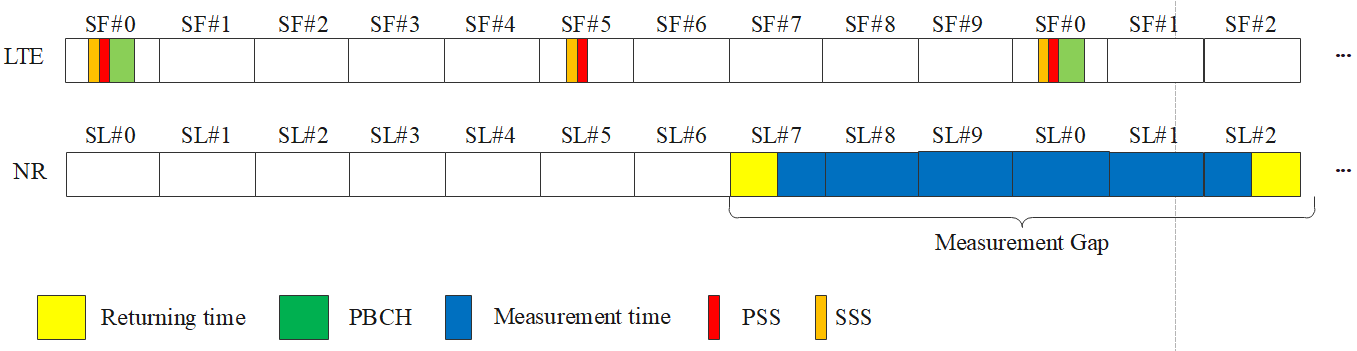 SF#0 SF#1 SF#2 SF#3 SF#4 SF#5 SF#6 SF#7 SF#8 SF#9 SF#0 SF#1 SF#2
LTE ...
SL#0 SL#1 SL#2 SL#3 SL#4 SL#5 SL#6 SL#7 SL#8 SL#9 SL#0 SL#1 SL#2
NR ...
Measurement Gap
Returning time PBCH Measurement time PSS SSS